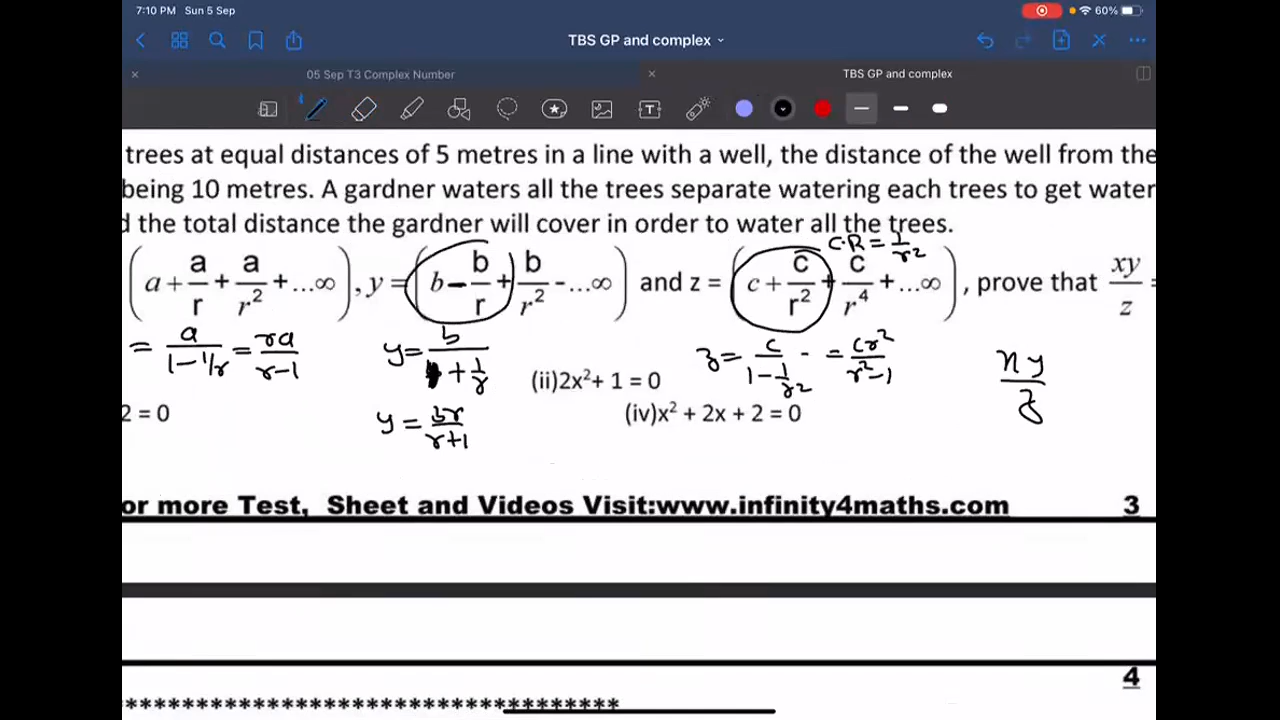 7:10 PM Sun 5 Sep
60%
TBS GP and complex
05 Sep T3 Complex Number
TBS GP and complex
trees at equal distances of 5 metres in a line with a well, the distance of the well from the
being 10 metres. A gardner waters all the trees separate watering each trees to get water
d the total distance the gardner will cover in order to water all the trees.
C.R = 1/r²
(a + a/r + a/r² + ...∞), y = (b − b/r + b/r² − ...∞) and z = (c + c/r² + c/r⁴ + ...∞), prove that xy/z =
= a/(1 − 1/r) = ra/(r−1)
y = b/(1 + 1/r)
z = c/(1 − 1/r²) = cr²/(r²−1)
xy/z
(ii)2x² + 1 = 0
2 = 0
y = br/(r+1)
(iv)x² + 2x + 2 = 0
or more Test, Sheet and Videos Visit:www.infinity4maths.com 3
4
************************************